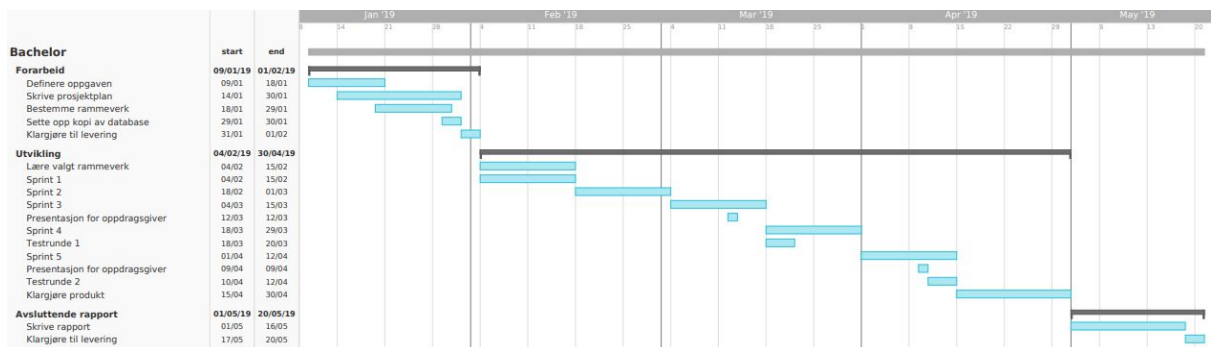 Jan '19 Feb '19 Mar '19 Apr '19 May '19
8 14 21 28 4 11 18 25 4 11 18 25 1 8 15 22 29 6 13 20
Bachelor start end
Forarbeid 09/01/19 01/02/19
Definere oppgaven 09/01 18/01
Skrive prosjektplan 14/01 30/01
Bestemme rammeverk 18/01 29/01
Sette opp kopi av database 29/01 30/01
Klargjøre til levering 31/01 01/02
Utvikling 04/02/19 30/04/19
Lære valgt rammeverk 04/02 15/02
Sprint 1 04/02 15/02
Sprint 2 18/02 01/03
Sprint 3 04/03 15/03
Presentasjon for oppdragsgiver 12/03 12/03
Sprint 4 18/03 29/03
Testrunde 1 18/03 20/03
Sprint 5 01/04 12/04
Presentasjon for oppdragsgiver 09/04 09/04
Testrunde 2 10/04 12/04
Klargjøre produkt 15/04 30/04
Avsluttende rapport 01/05/19 20/05/19
Skrive rapport 01/05 16/05
Klargjøre til levering 17/05 20/05